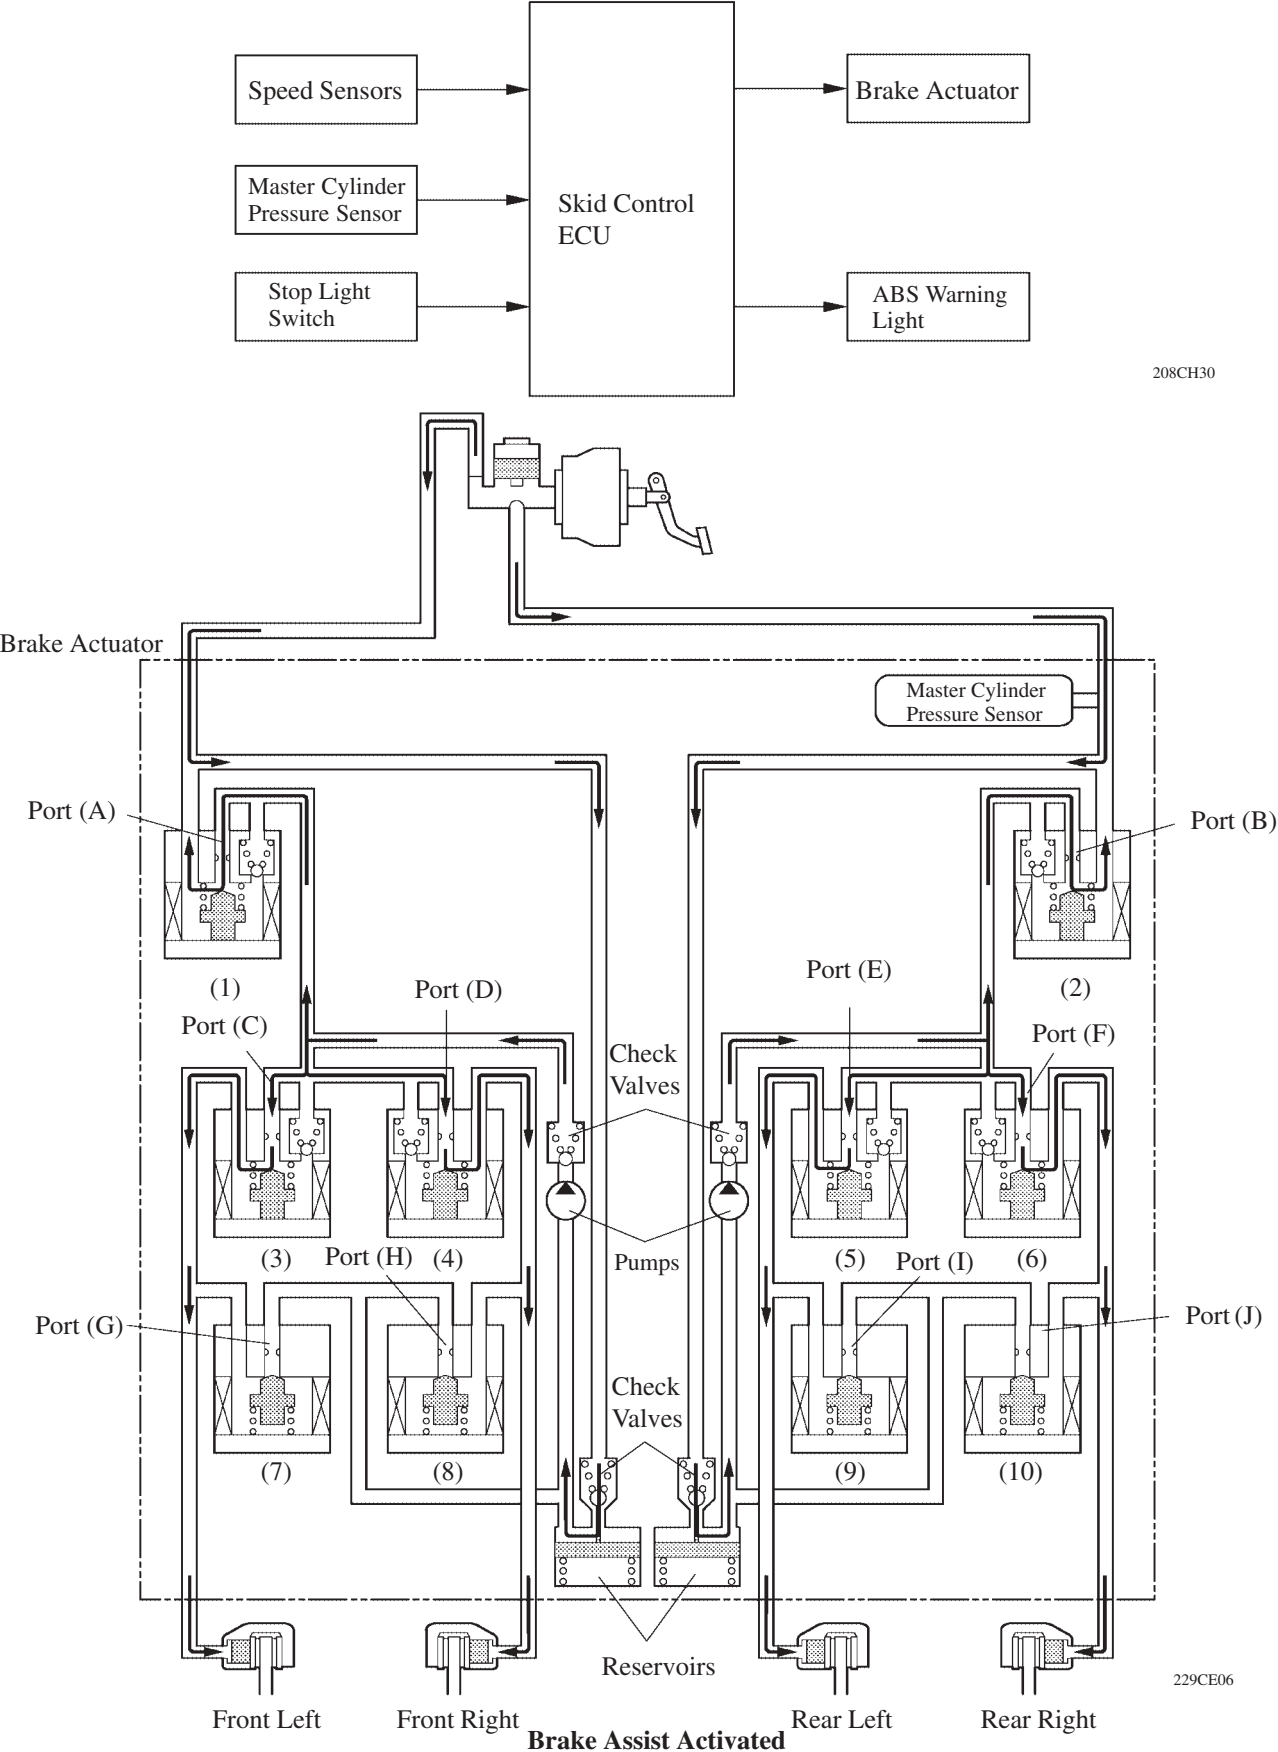 Speed Sensors
Brake Actuator
Master Cylinder
Pressure Sensor
Skid Control
ECU
Stop Light
Switch
ABS Warning
Light
208CH30
Brake Actuator
Master Cylinder
Pressure Sensor
Port (A)
Port (B)
(1)
(2)
Port (C)
Port (D)
Port (E)
Port (F)
Check
Valves
(3)
(4)
(5)
(6)
Pumps
Port (G)
Port (H)
Port (I)
Port (J)
Check
Valves
(7)
(8)
(9)
(10)
Reservoirs
229CE06
Front Left
Front Right
Rear Left
Rear Right
Brake Assist Activated